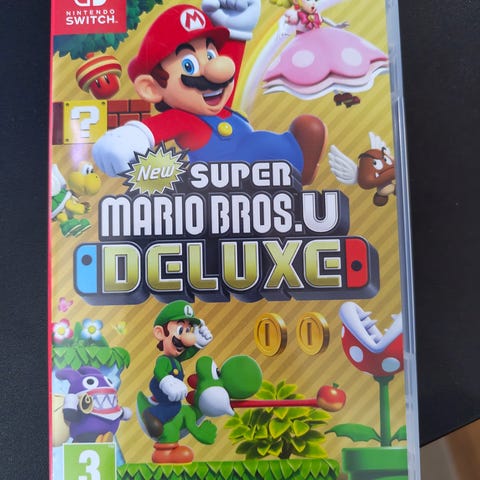 NINTENDO
SWITCH
M
?
New SUPER
MARIO BROS.U
DELUXE
L
3